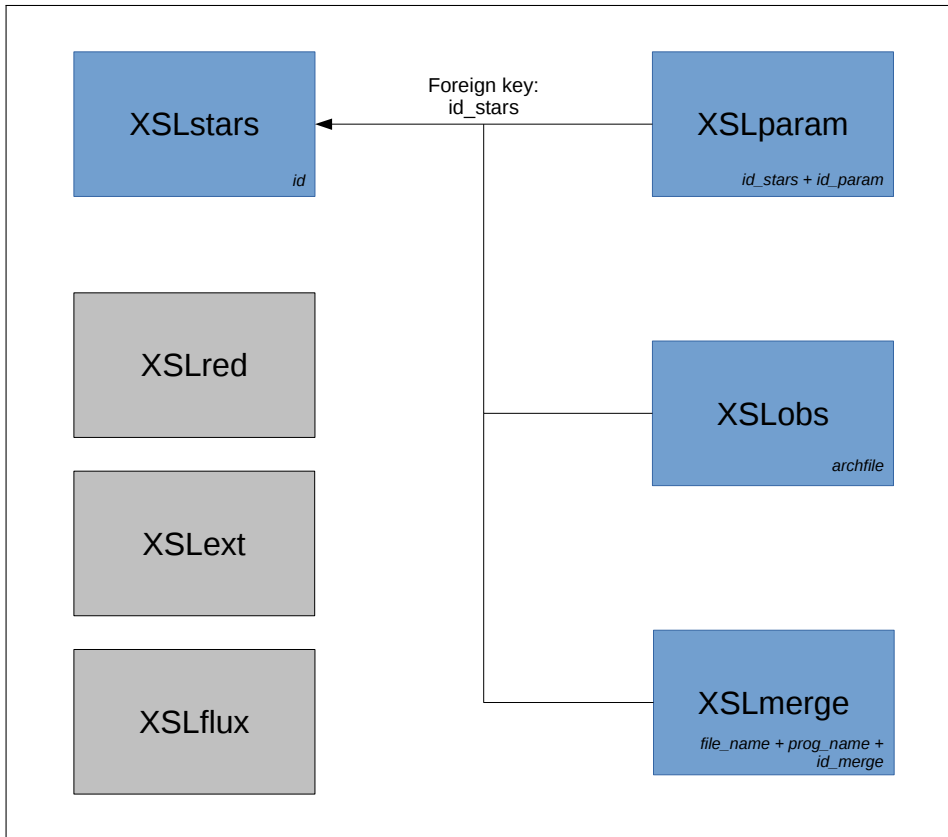 XSLstars
id
Foreign key:
id_stars
XSLparam
id_stars + id_param
XSLred
XSLobs
archfile
XSLext
XSLflux
XSLmerge
file_name + prog_name +
id_merge